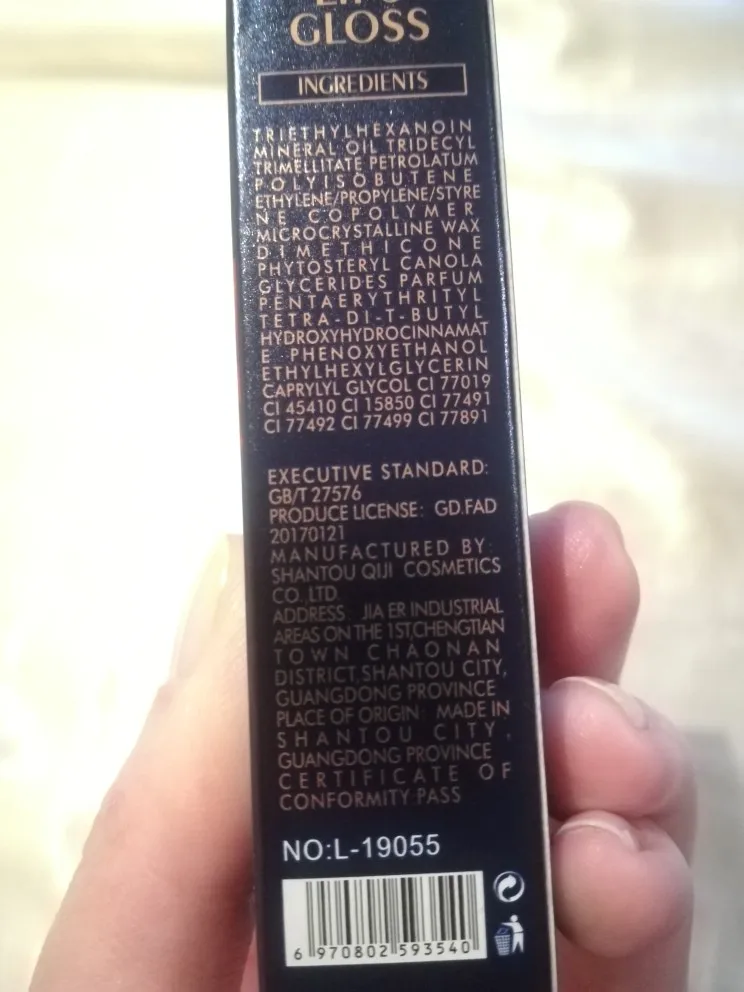 GLOSS
INGREDIENTS
TRIETHYLHEXANOIN
MINERAL OIL TRIDECYL
TRIMELLITATE PETROLATUM
POLYISOBUTENE
ETHYLENE/PROPYLENE/STYRE
NE COPOLYMER
MICROCRYSTALLINE WAX
DIMETHICONE
PHYTOSTERYL CANOLA
GLYCERIDES PARFUM
PENTAERYTHRITYL
TETRA-DI-T-BUTYL
HYDROXYHYDROCINNAMAT
E PHENOXYETHANOL
ETHYLHEXYLGLYCERIN
CAPRYLYL GLYCOL CI 77019
CI 45410 CI 15850 CI 77491
CI 77492 CI 77499 CI 77891
EXECUTIVE STANDARD:
GB/T 27576
PRODUCE LICENSE: GD.FAD
20170121
MANUFACTURED BY:
SHANTOU QIJI COSMETICS
CO.,LTD.
ADDRESS: JIA ER INDUSTRIAL
AREAS ON THE 1ST,CHENGTIAN
TOWN CHAONAN
DISTRICT,SHANTOU CITY,
GUANGDONG PROVINCE
PLACE OF ORIGIN: MADE IN
SHANTOU CITY,
GUANGDONG PROVINCE
CERTIFICATE OF
CONFORMITY:PASS
NO:L-19055
6 970802 593540